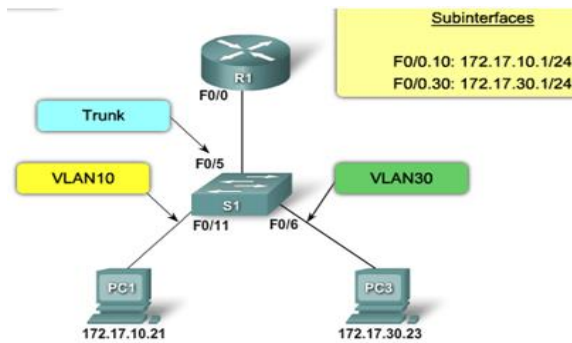 Subinterfaces
F0/0.10: 172.17.10.1/24
F0/0.30: 172.17.30.1/24
R1
F0/0
Trunk
F0/5
VLAN10
VLAN30
S1
F0/11
F0/6
PC1
PC3
172.17.10.21
172.17.30.23